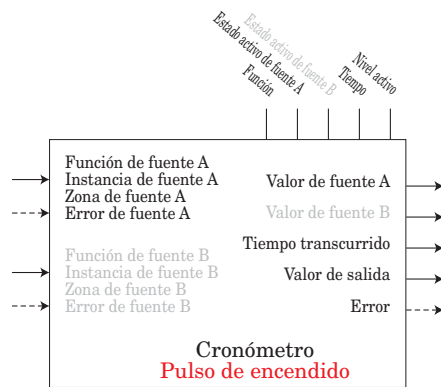 Función
Estado activo de fuente A
Estado activo de fuente B
Tiempo
Nivel activo
Función de fuente A
Instancia de fuente A
Zona de fuente A
Error de fuente A
Función de fuente B
Instancia de fuente B
Zona de fuente B
Error de fuente B
Valor de fuente A
Valor de fuente B
Tiempo transcurrido
Valor de salida
Error
Cronómetro
Pulso de encendido